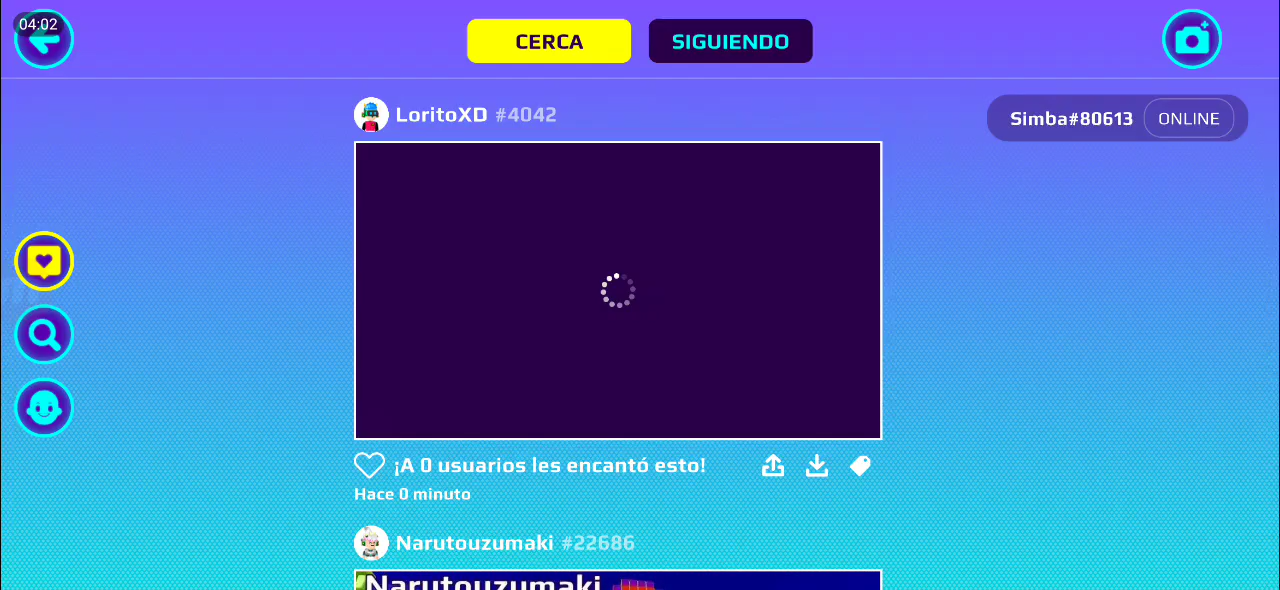 04:02
CERCA
SIGUIENDO
LoritoXD #4042
Simba#80613 ONLINE
¡A 0 usuarios les encantó esto!
Hace 0 minuto
Narutouzumaki #22686
Narutouzumaki